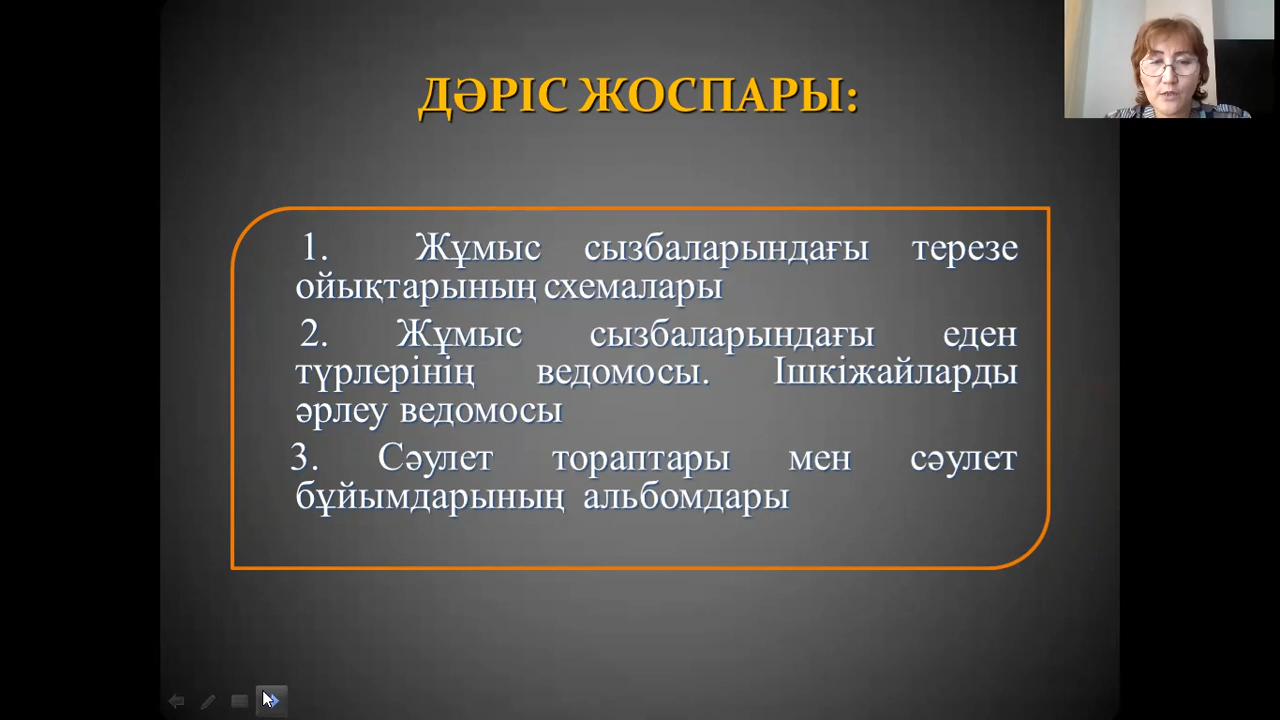 ДӘРІС ЖОСПАРЫ:
1. Жұмыс сызбаларындағы терезе
ойықтарының схемалары
2. Жұмыс сызбаларындағы еден
түрлерінің ведомосы. Ішкіжайларды
әрлеу ведомосы
3. Сәулет тораптары мен сәулет
бұйымдарының альбомдары